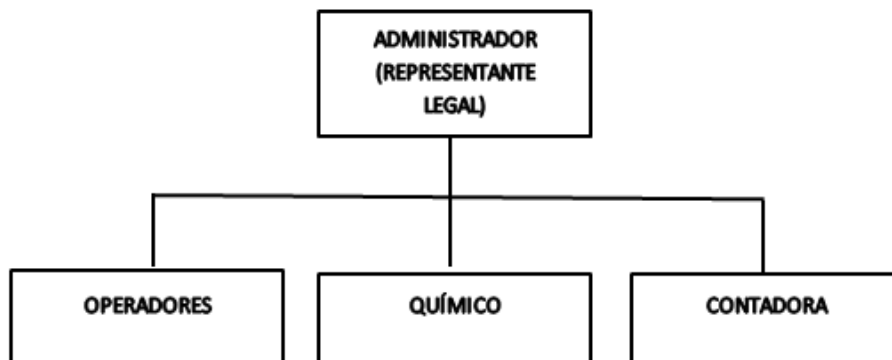 ADMINISTRADOR
(REPRESENTANTE
LEGAL)
OPERADORES
QUÍMICO
CONTADORA